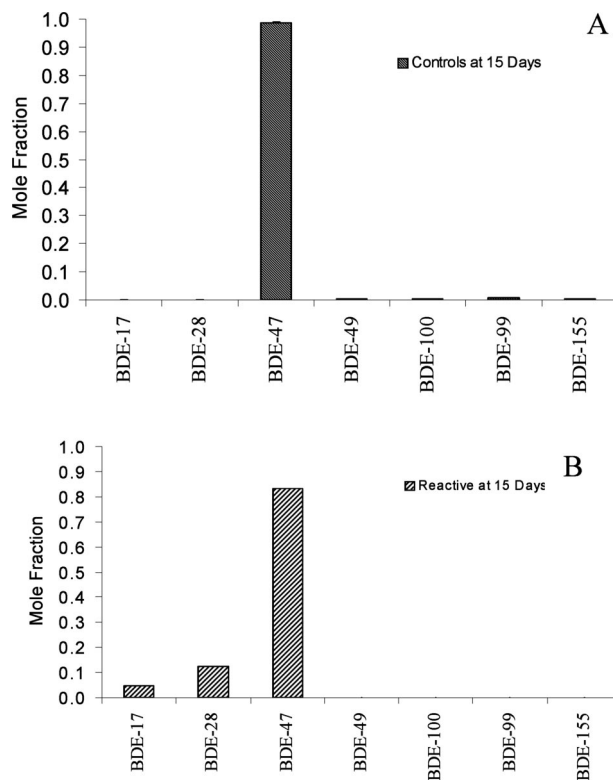 A
1.0
0.9
0.8
0.7
0.6
0.5
0.4
0.3
0.2
0.1
0.0
Mole Fraction
Controls at 15 Days
BDE-17
BDE-28
BDE-47
BDE-49
BDE-100
BDE-99
BDE-155
B
1.0
0.9
0.8
0.7
0.6
0.5
0.4
0.3
0.2
0.1
0.0
Mole Fraction
Reactive at 15 Days
BDE-17
BDE-28
BDE-47
BDE-49
BDE-100
BDE-99
BDE-155